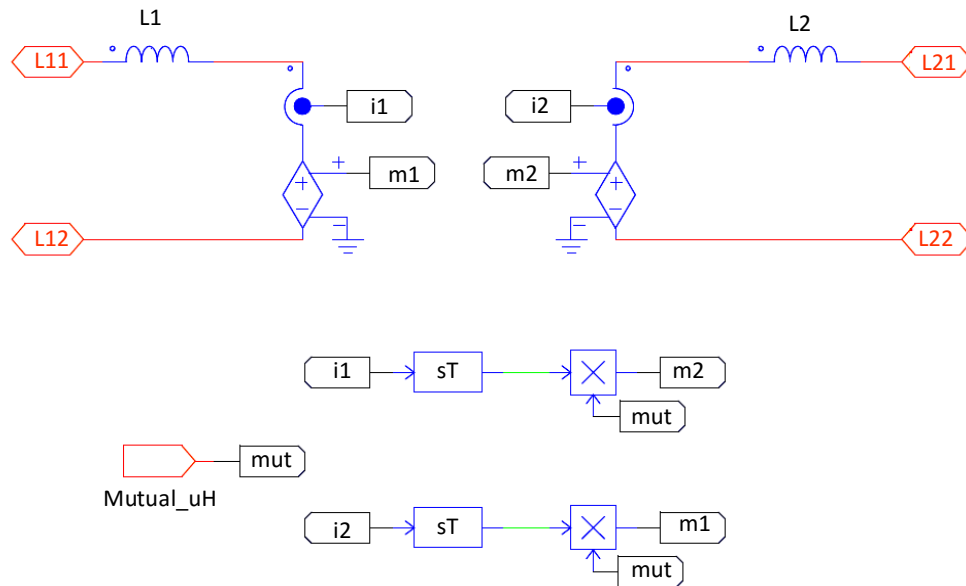 L1
L2
L11
L21
i1
i2
+
+
m1
m2
+
+
−
−
−
−
L12
L22
i1
sT
m2
mut
mut
Mutual_uH
i2
sT
m1
mut